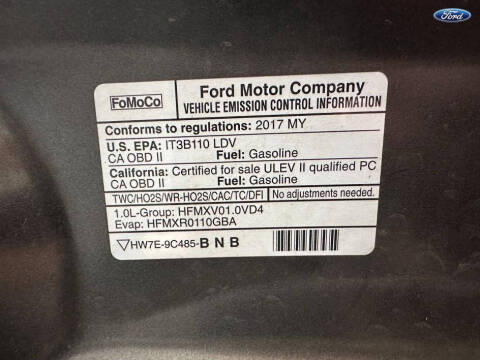 Ford
FoMoCo
Ford Motor Company
VEHICLE EMISSION CONTROL INFORMATION
Conforms to regulations: 2017 MY
U.S. EPA: IT3B110 LDV
CA OBD II Fuel: Gasoline
California: Certified for sale ULEV II qualified PC
CA OBD II Fuel: Gasoline
TWC/HO2S/WR-HO2S/CAC/TC/DFI No adjustments needed.
1.0L-Group: HFMXV01.0VD4
Evap: HFMXR0110GBA
HW7E-9C485-B N B